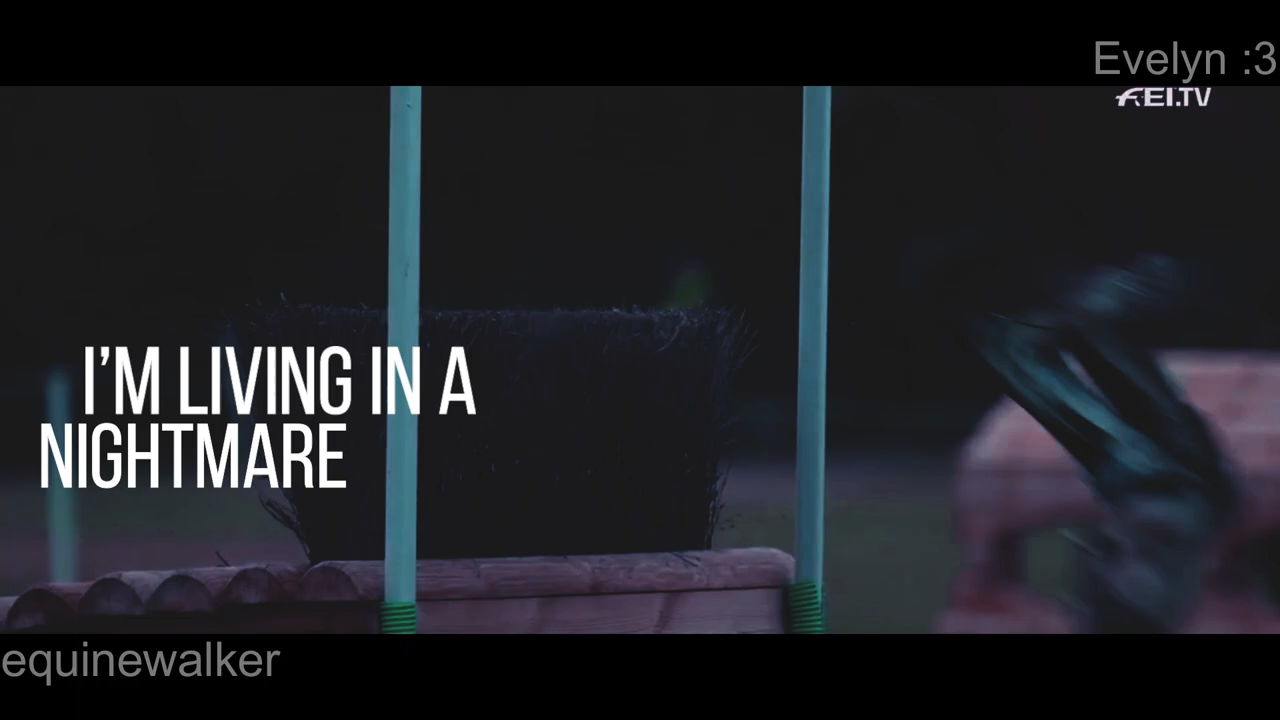 Evelyn :3
FEI.TV
I'M LIVING IN A
NIGHTMARE
equinewalker